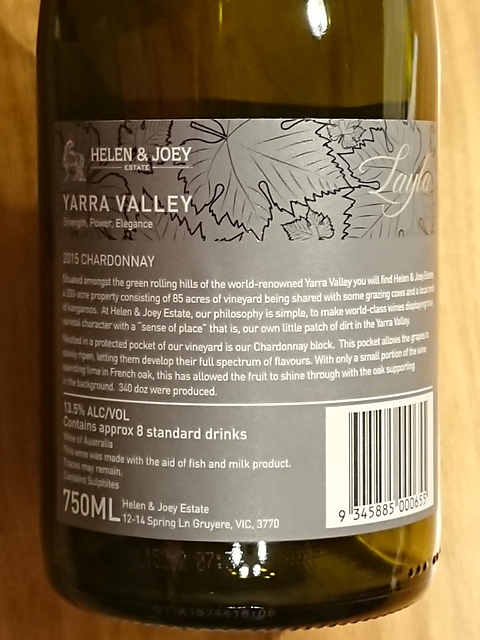 HELEN & JOEY
ESTATE
Layla
YARRA VALLEY
Strength, Power, Elegance
2015 CHARDONNAY
Situated amongst the green rolling hills of the world-renowned Yarra Valley you will find Helen & Joey Estate,
a 200-acre property consisting of 85 acres of vineyard being shared with some grazing cows and a local mob
of kangaroos. At Helen & Joey Estate, our philosophy is simple, to make world-class wines displaying true
varietal character with a "sense of place" that is, our own little patch of dirt in the Yarra Valley.
Nestled in a protected pocket of our vineyard is our Chardonnay block. This pocket allows the grapes to
slowly ripen, letting them develop their full spectrum of flavours. With only a small portion of the wine
spending time in French oak, this has allowed the fruit to shine through with the oak supporting
in the background. 340 doz were produced.
13.5% ALC/VOL
Contains approx 8 standard drinks
Wine of Australia
This wine was made with the aid of fish and milk product.
Traces may remain.
Contains Sulphites
750ML Helen & Joey Estate
12-14 Spring Ln Gruyere, VIC, 3770
9 345885 000655